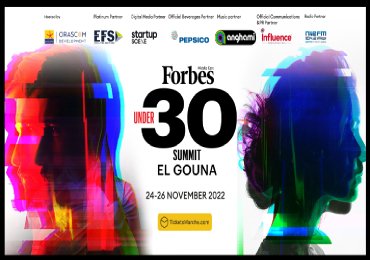 Hosted by
Platinum Partner
Digital Media Partner
Official Beverages Partner
Music partner
Official Communications & PR Partner
Radio Partner
ORASCOM DEVELOPMENT
EFS
startup SCENE
PEPSICO
anghami
influence
Forbes
Middle East
UNDER 30
SUMMIT
EL GOUNA
24-26 NOVEMBER 2022
TicketsMarche.com